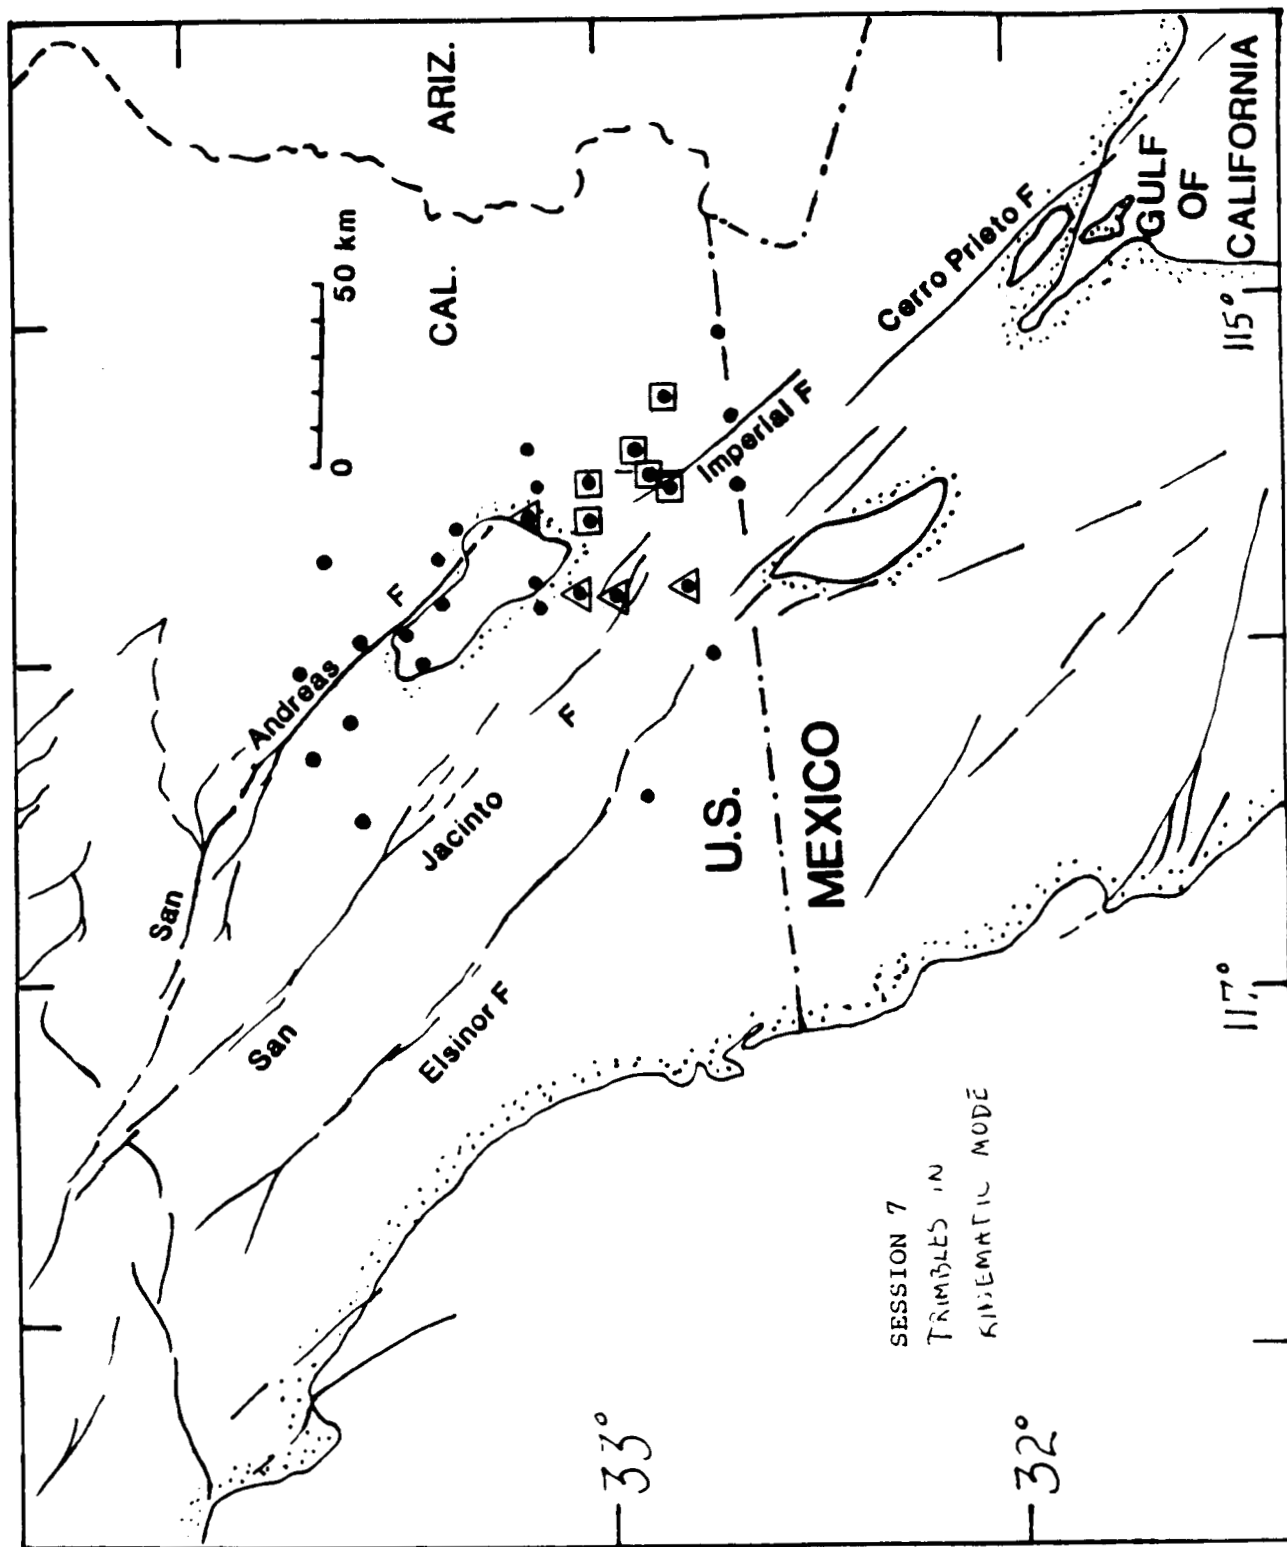 ARIZ.
CAL.
0 50 km
San Andreas F
San Jacinto F
Elsinor F
Imperial F
Cerro Prieto F
U.S.
MEXICO
GULF
OF
CALIFORNIA
33°
32°
117°
115°
SESSION 7
TRIMBLES IN
KINEMATIC MODE